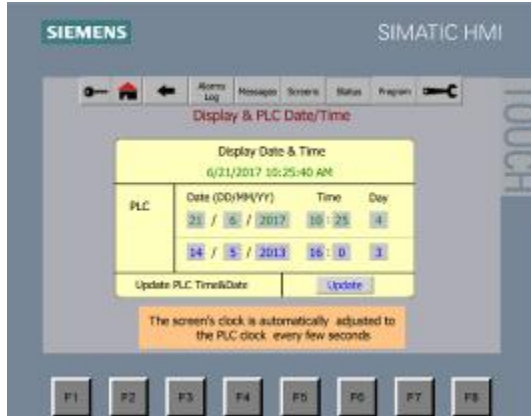 SIEMENS
SIMATIC HMI
Alarms Log Messages Screens Status Program
Display & PLC Date/Time
Display Date & Time
6/21/2017 10:25:40 AM
PLC
Date (DD/MM/YY) Time Day
21 / 6 / 2017 10 : 25 4
14 / 5 / 2013 16 : 0 3
Update PLC Time&Date Update
The screen's clock is automatically adjusted to
the PLC clock every few seconds
TOUCH
F1 F2 F3 F4 F5 F6 F7 F8